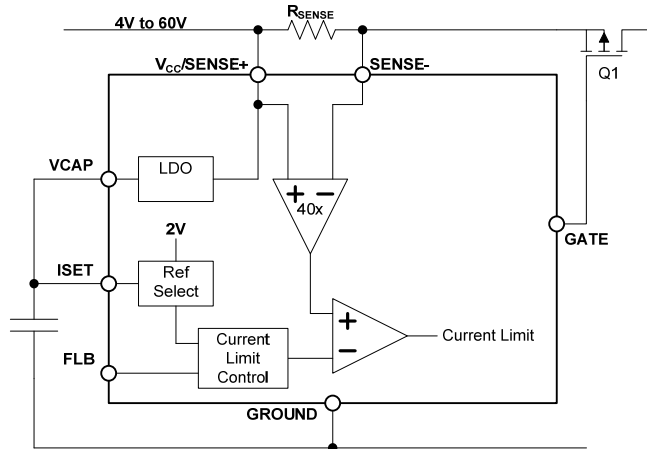 4V to 60V
RSENSE
VCC/SENSE+
SENSE-
Q1
VCAP
LDO
+ −
40x
GATE
2V
ISET
Ref
Select
+
−
Current Limit
Current
Limit
Control
FLB
GROUND